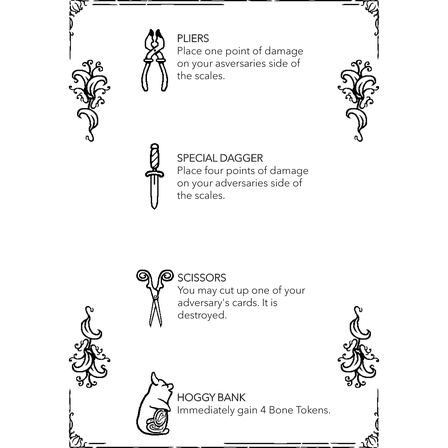 PLIERS
Place one point of damage
on your asversaries side of
the scales.
SPECIAL DAGGER
Place four points of damage
on your adversaries side of
the scales.
SCISSORS
You may cut up one of your
adversary's cards. It is
destroyed.
HOGGY BANK
Immediately gain 4 Bone Tokens.